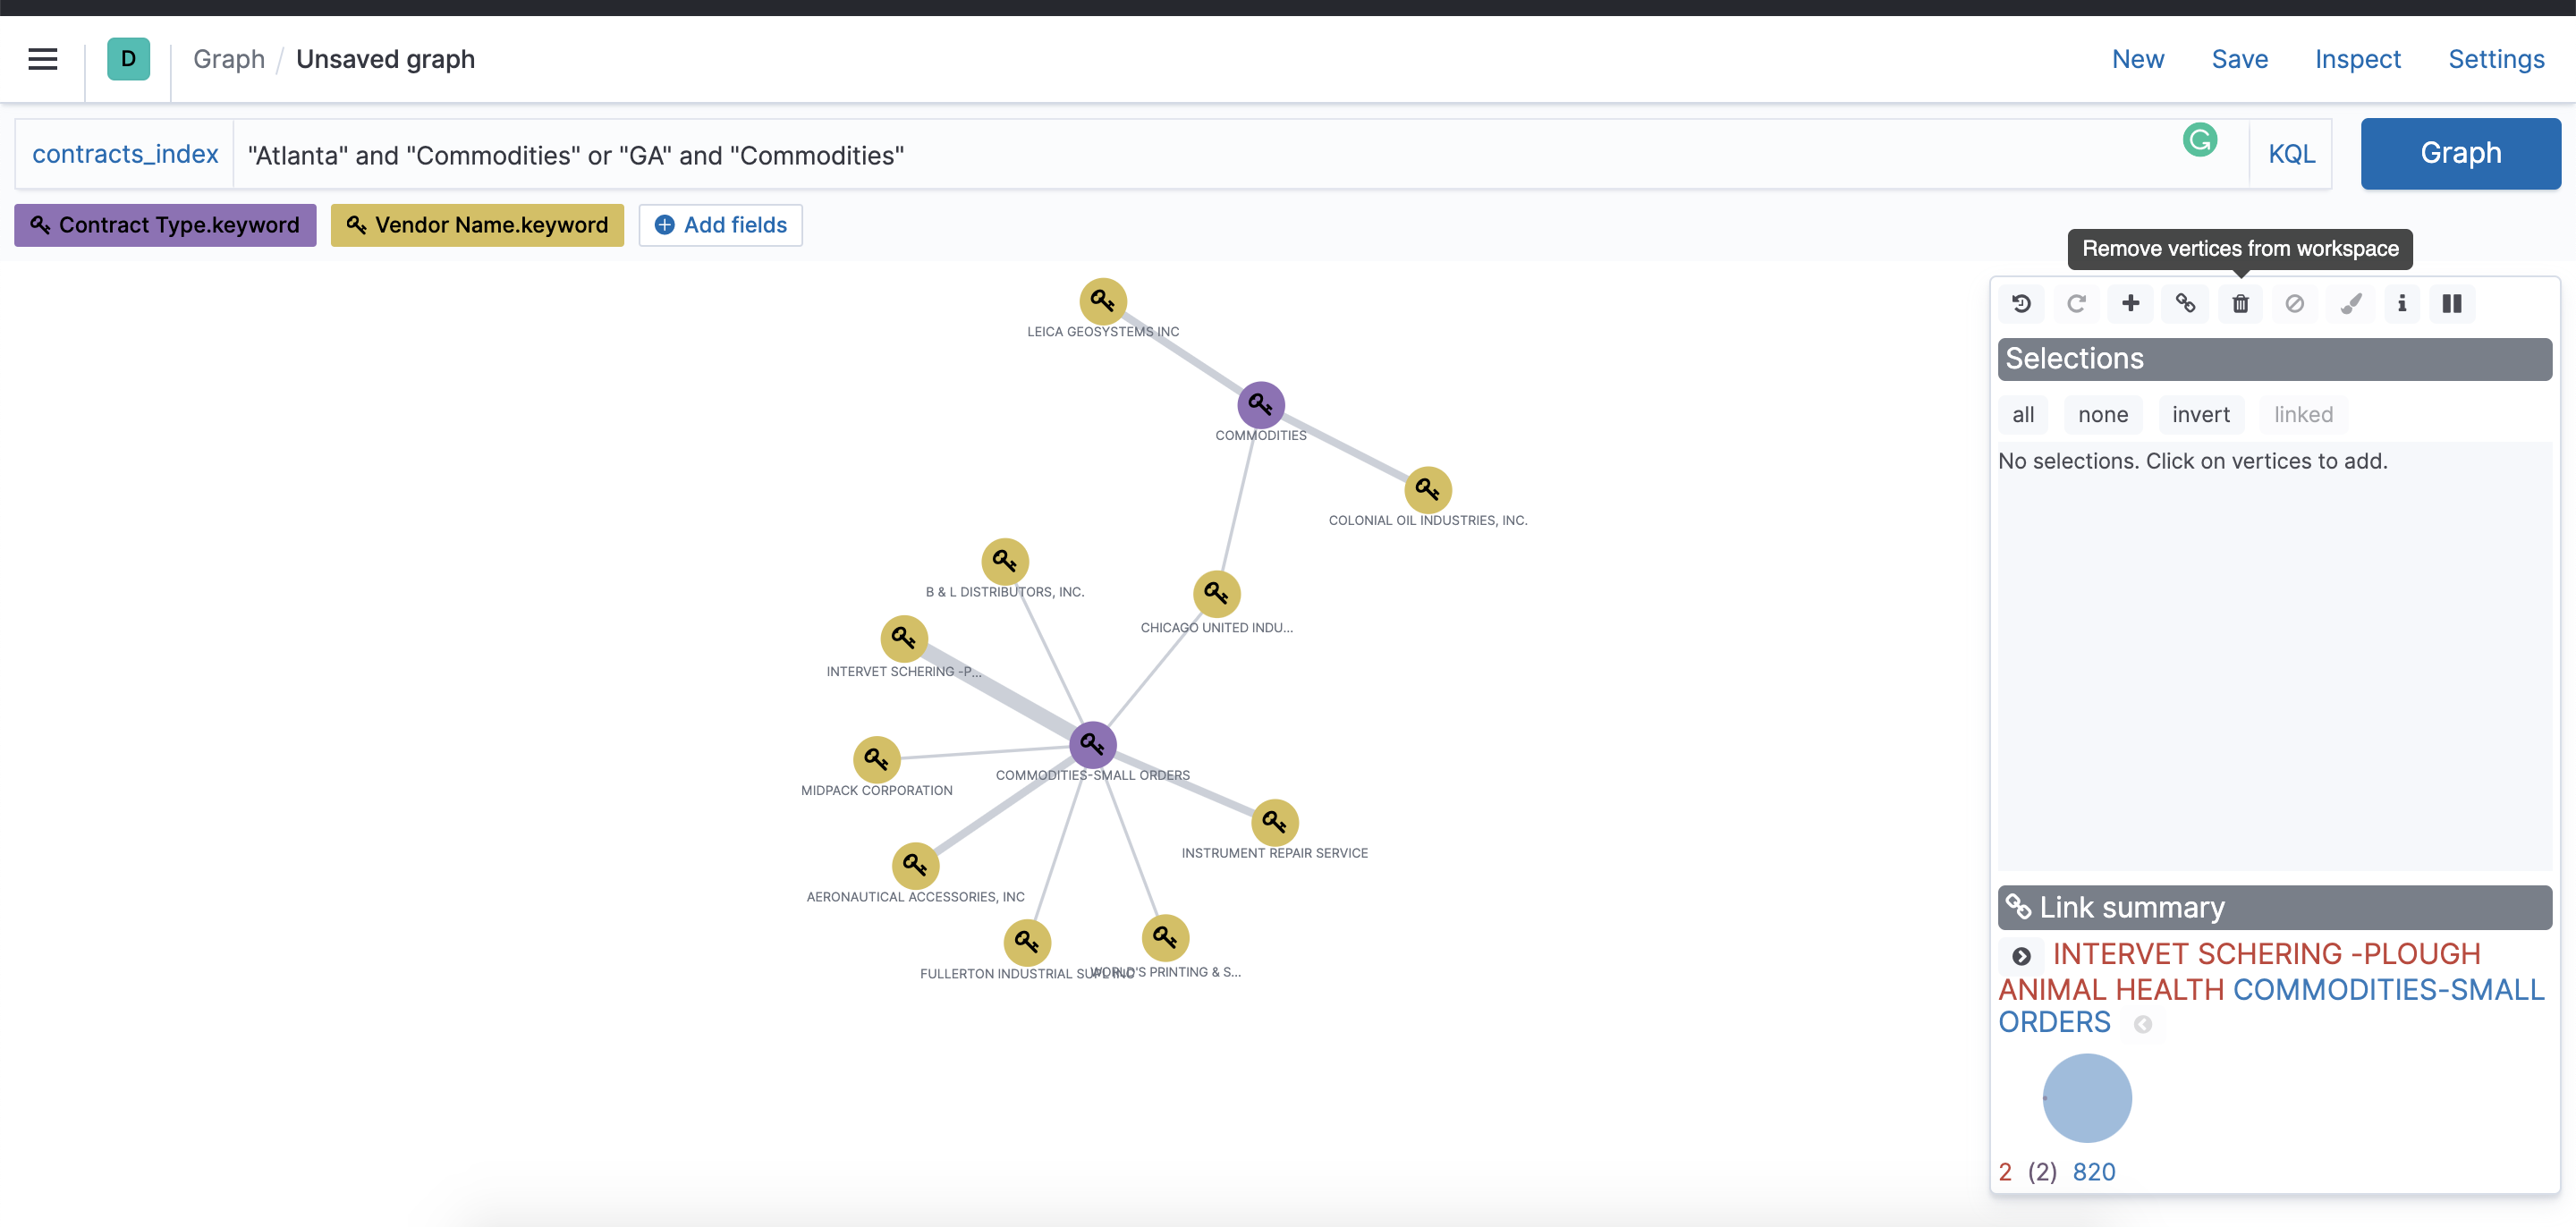 D Graph / Unsaved graph New Save Inspect Settings
contracts_index "Atlanta" and "Commodities" or "GA" and "Commodities" KQL Graph
Contract Type.keyword Vendor Name.keyword Add fields
Remove vertices from workspace
LEICA GEOSYSTEMS INC
COMMODITIES
COLONIAL OIL INDUSTRIES, INC.
B & L DISTRIBUTORS, INC.
CHICAGO UNITED INDU...
INTERVET SCHERING -P...
COMMODITIES-SMALL ORDERS
MIDPACK CORPORATION
INSTRUMENT REPAIR SERVICE
AERONAUTICAL ACCESSORIES, INC
FULLERTON INDUSTRIAL SUPL INC
WORLD'S PRINTING & S...
Selections
all none invert linked
No selections. Click on vertices to add.
Link summary
INTERVET SCHERING -PLOUGH
ANIMAL HEALTH COMMODITIES-SMALL
ORDERS
2 (2) 820